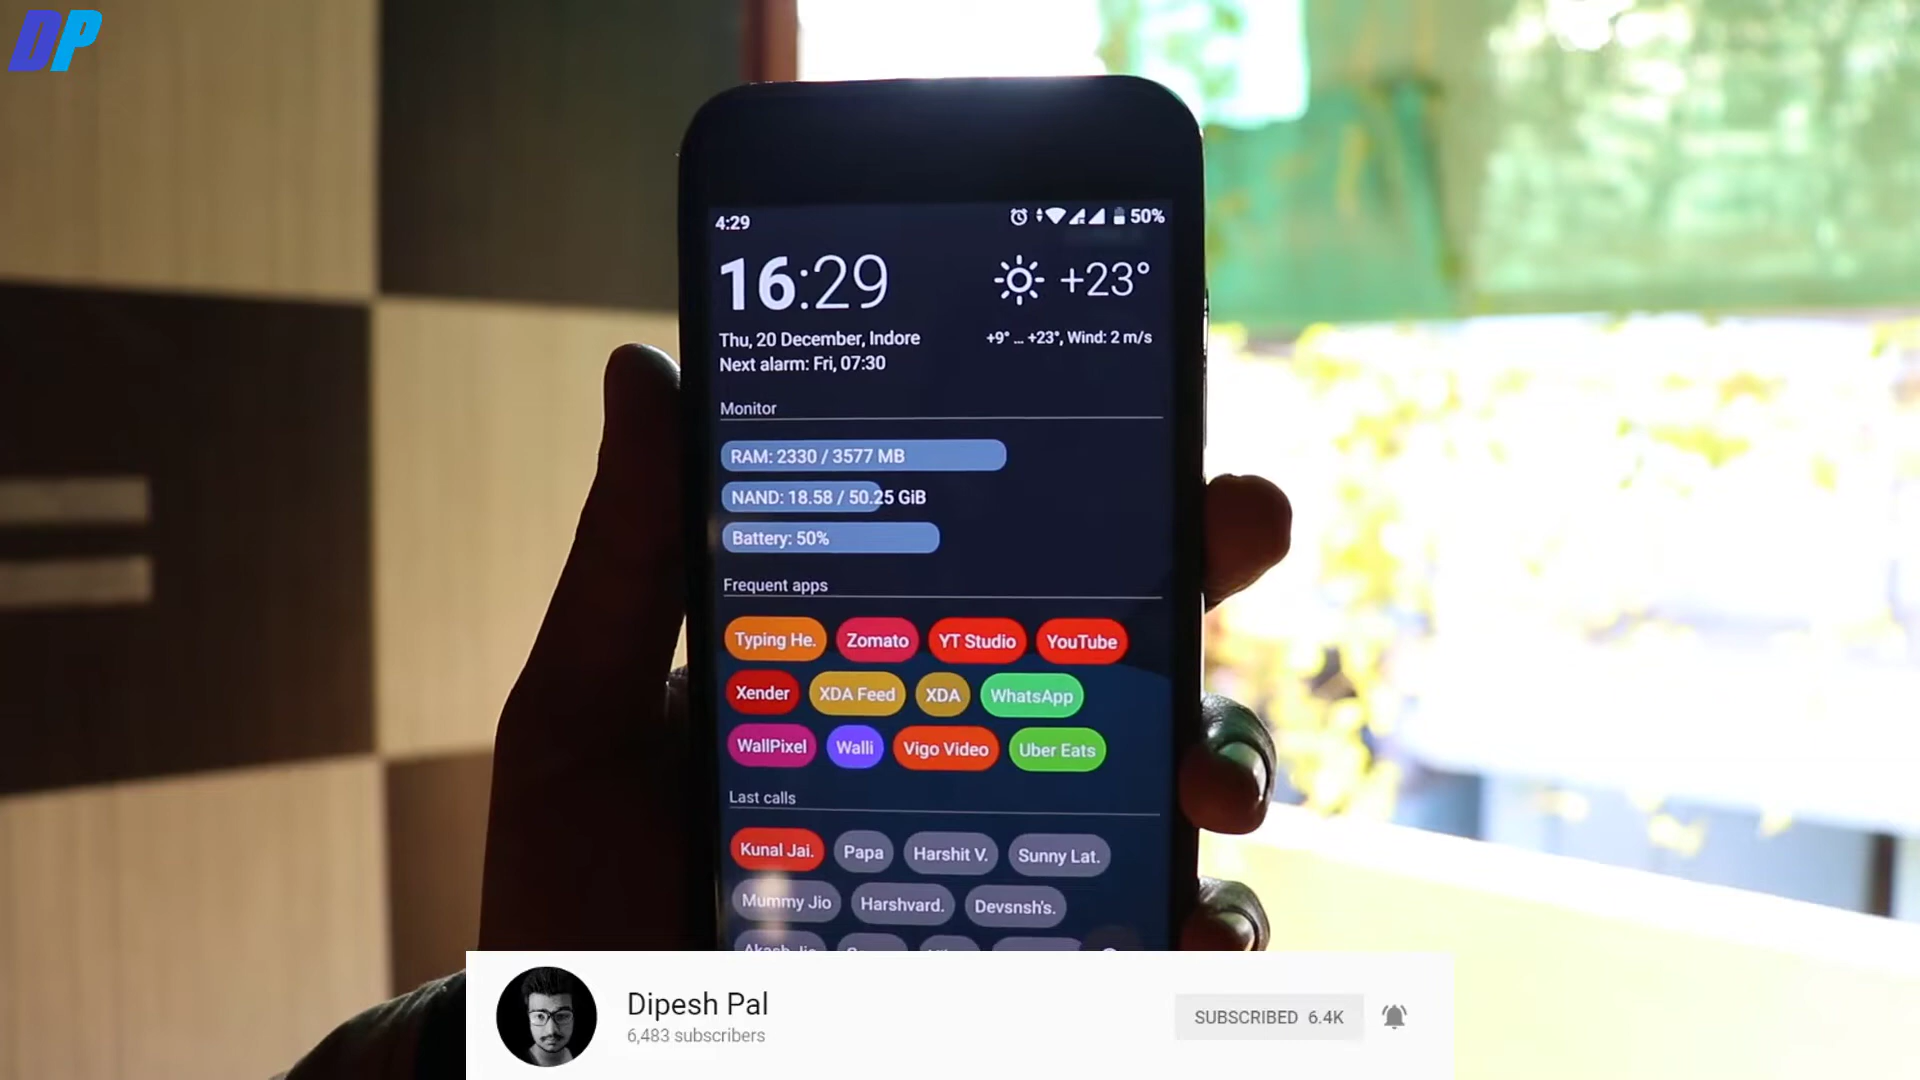 DP
4:29 50%
16:29 +23°
Thu, 20 December, Indore +9° ... +23°, Wind: 2 m/s
Next alarm: Fri, 07:30
Monitor
RAM: 2330 / 3577 MB
NAND: 18.58 / 50.25 GiB
Battery: 50%
Frequent apps
Typing He. Zomato YT Studio YouTube
Xender XDA Feed XDA WhatsApp
WallPixel Walli Vigo Video Uber Eats
Last calls
Kunal Jai. Papa Harshit V. Sunny Lat.
Mummy Jio Harshvard. Devsnsh's.
Dipesh Pal
6,483 subscribers
SUBSCRIBED 6.4K